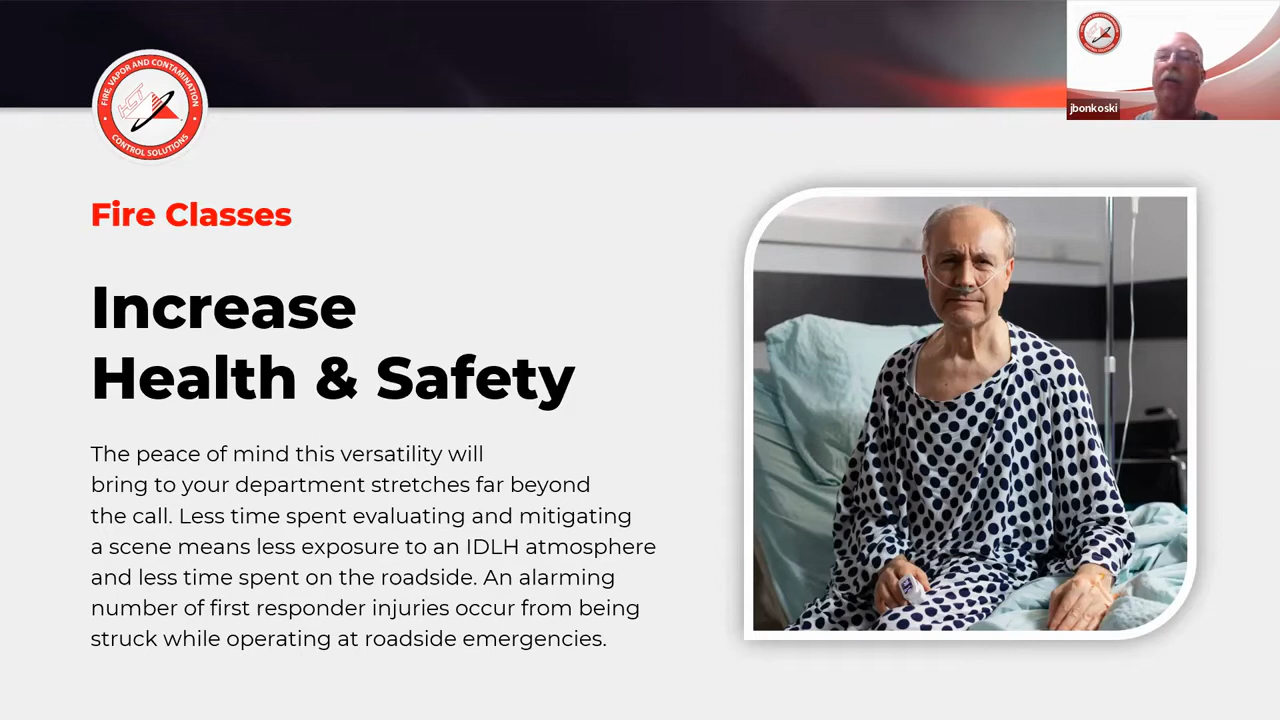 FIRE, VAPOR AND CONTAMINATION
HCT
CONTROL SOLUTIONS
jbonkoski
Fire Classes
Increase
Health & Safety
The peace of mind this versatility will
bring to your department stretches far beyond
the call. Less time spent evaluating and mitigating
a scene means less exposure to an IDLH atmosphere
and less time spent on the roadside. An alarming
number of first responder injuries occur from being
struck while operating at roadside emergencies.